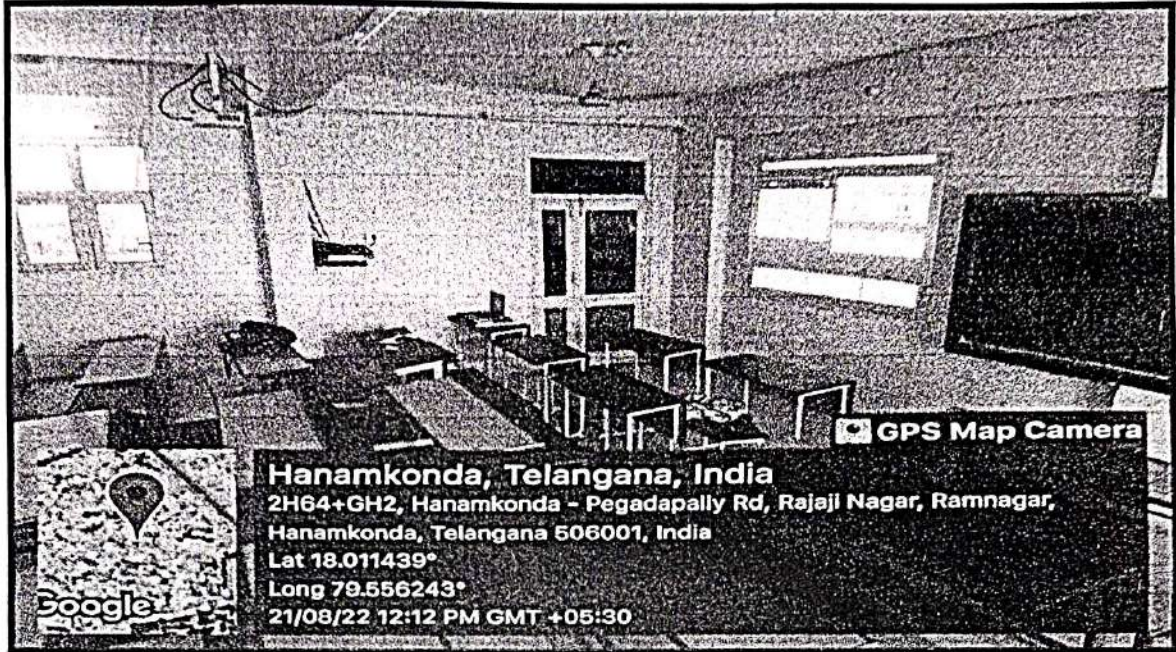 GPS Map Camera
Hanamkonda, Telangana, India
2H64+GH2, Hanamkonda - Pegadapally Rd, Rajaji Nagar, Ramnagar,
Hanamkonda, Telangana 506001, India
Lat 18.011439°
Long 79.556243°
21/08/22 12:12 PM GMT +05:30
Google